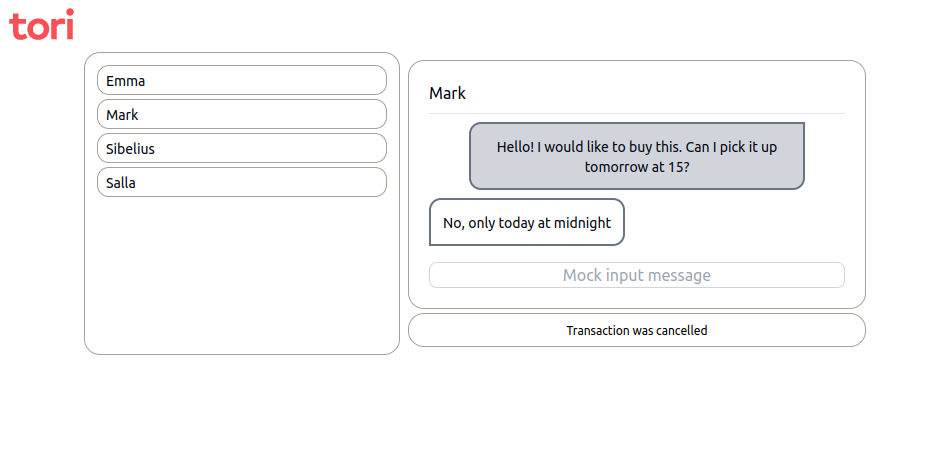 tori
Emma
Mark
Sibelius
Salla
Mark
Hello! I would like to buy this. Can I pick it up
tomorrow at 15?
No, only today at midnight
Mock input message
Transaction was cancelled